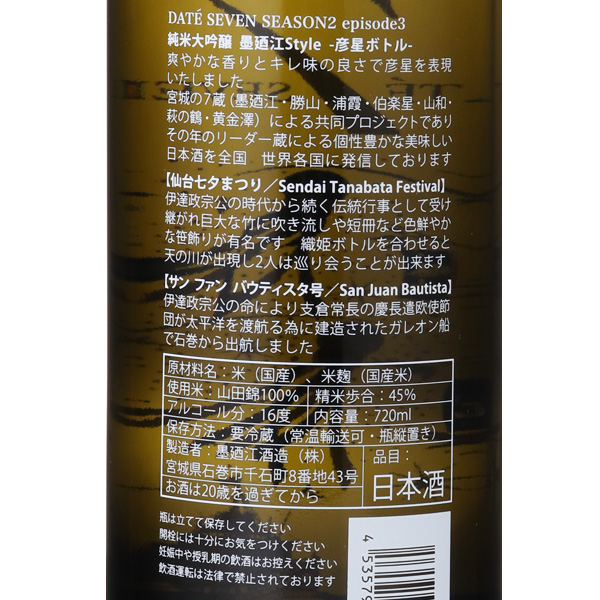 DATÉ SEVEN SEASON2 episode3
純米大吟醸 墨廼江Style -彦星ボトル-
爽やかな香りとキレ味の良さで彦星を表現
いたしました
宮城の7蔵(墨廼江・勝山・浦霞・伯楽星・山和・
萩の鶴・黄金澤)による共同プロジェクトであり
その年のリーダー蔵による個性豊かな美味しい
日本酒を全国 世界各国に発信しております
【仙台七夕まつり／Sendai Tanabata Festival】
伊達政宗公の時代から続く伝統行事として受け
継がれ巨大な竹に吹き流しや短冊など色鮮やか
な笹飾りが有名です 織姫ボトルを合わせると
天の川が出現し2人は巡り会うことが出来ます
【サン ファン バウティスタ号／San Juan Bautista】
伊達政宗公の命により支倉常長の慶長遣欧使節
団が太平洋を渡航る為に建造されたガレオン船
で石巻から出航しました
原材料名：米（国産）、米麹（国産米）
使用米：山田錦100% 精米歩合：45%
アルコール分：16度 内容量：720ml
保存方法：要冷蔵（常温輸送可・瓶縦置き）
製造者：墨廼江酒造（株） 品目：
宮城県石巻市千石町8番地43号 日本酒
お酒は20歳を過ぎてから
瓶は立てて保存してください
開栓には十分にお気をつけください
妊娠中や授乳期の飲酒はお控えください
飲酒運転は法律で禁止されております
4 53579